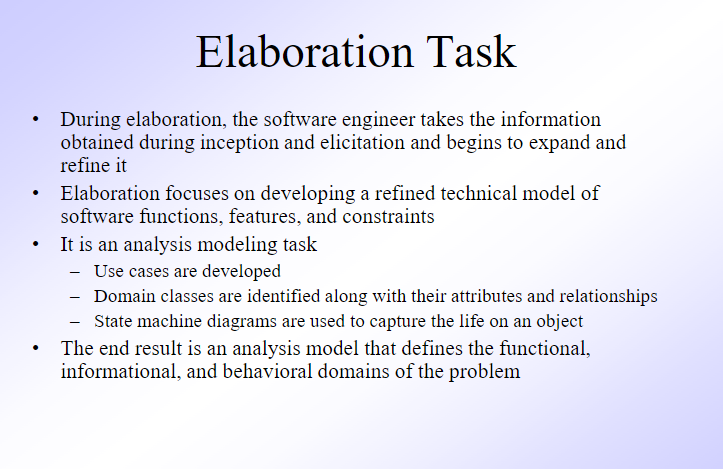 Elaboration Task
• During elaboration, the software engineer takes the information
obtained during inception and elicitation and begins to expand and
refine it
• Elaboration focuses on developing a refined technical model of
software functions, features, and constraints
• It is an analysis modeling task
– Use cases are developed
– Domain classes are identified along with their attributes and relationships
– State machine diagrams are used to capture the life on an object
• The end result is an analysis model that defines the functional,
informational, and behavioral domains of the problem